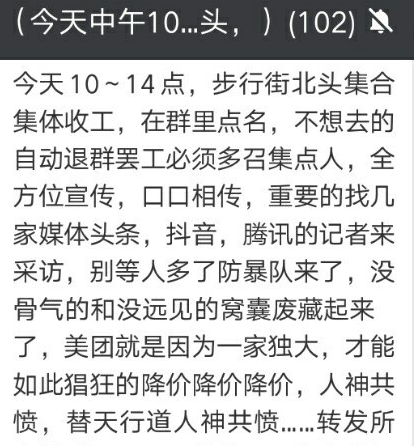 （今天中午10...头，）(102)
今天10～14点，步行街北头集合
集体收工，在群里点名，不想去的
自动退群罢工必须多召集点人，全
方位宣传，口口相传，重要的找几
家媒体头条，抖音，腾讯的记者来
采访，别等人多了防暴队来了，没
骨气的和没远见的窝囊废藏起来
了，美团就是因为一家独大，才能
如此猖狂的降价降价降价，人神共
愤，替天行道人神共愤......转发所